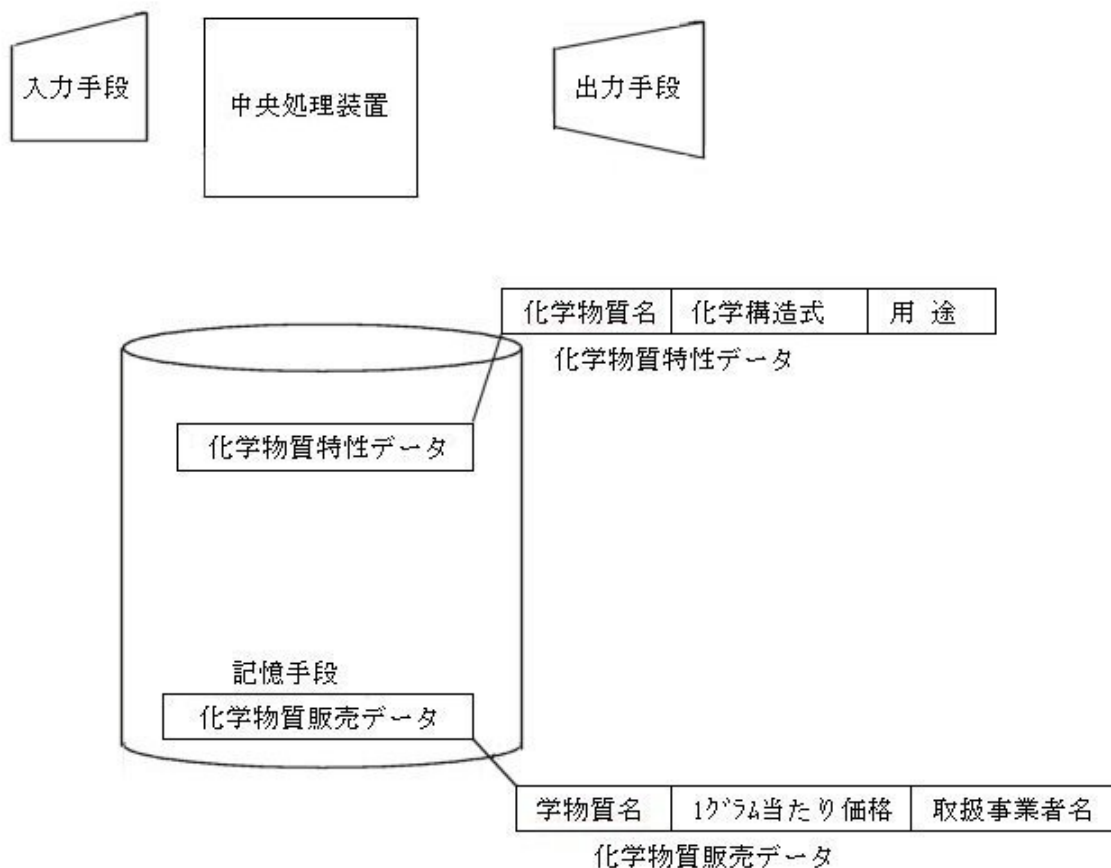 入力手段
中央処理装置
出力手段
化学物質名 化学構造式 用 途
化学物質特性データ
化学物質特性データ
記憶手段
化学物質販売データ
学物質名 1グラム当たり価格 取扱事業者名
化学物質販売データ